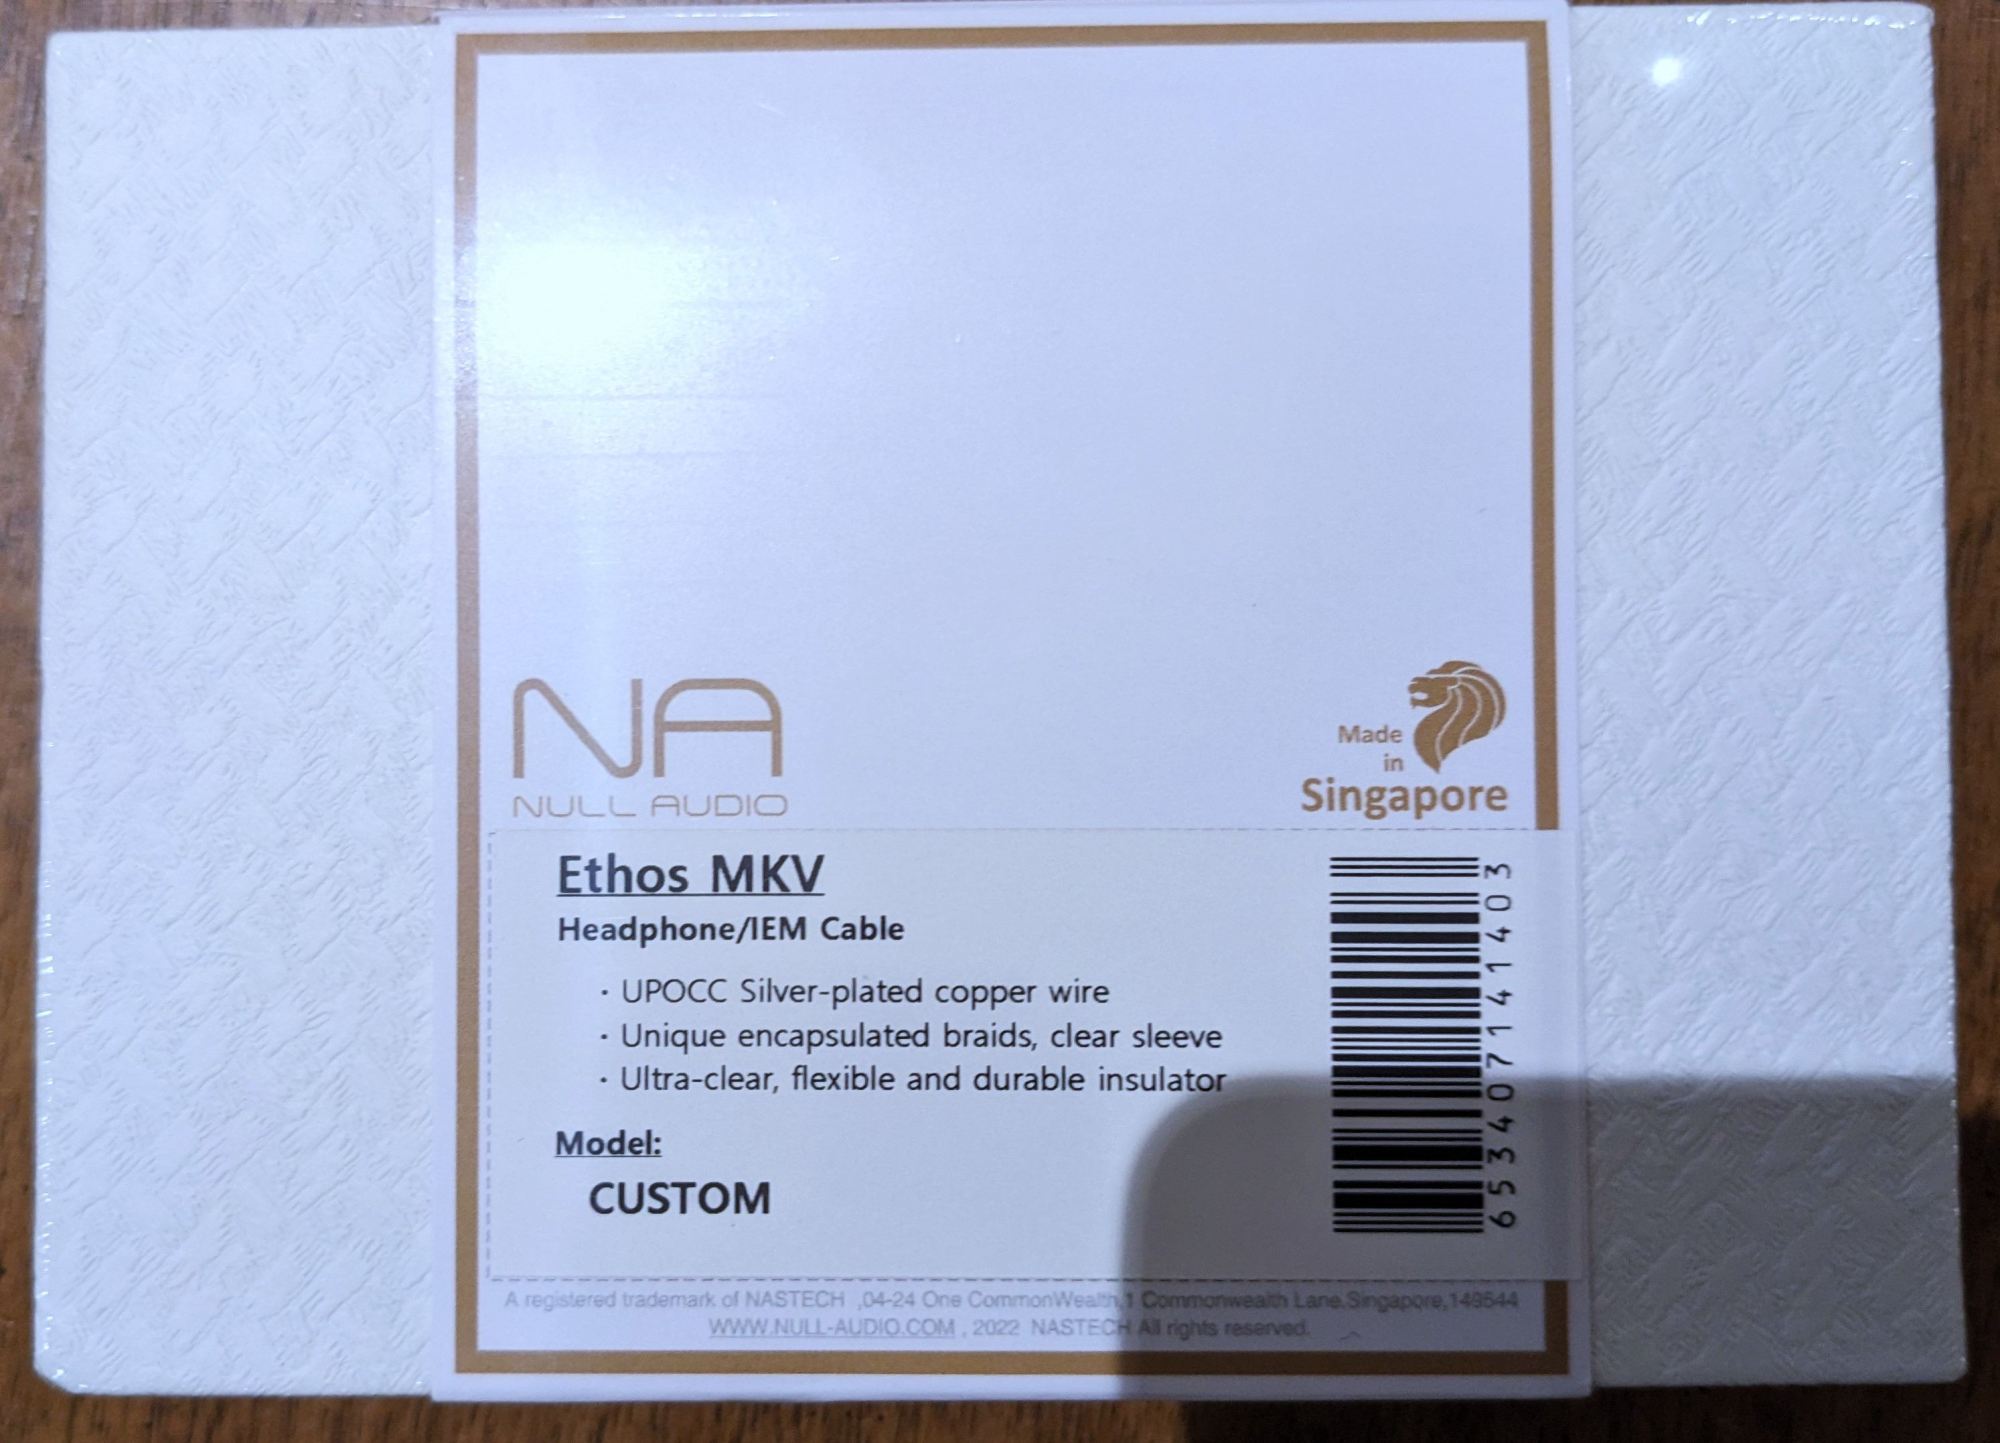 NA
NULL AUDIO
Made
in
Singapore
Ethos MKV
Headphone/IEM Cable
· UPOCC Silver-plated copper wire
· Unique encapsulated braids, clear sleeve
· Ultra-clear, flexible and durable insulator
Model:
CUSTOM
653407141403
A registered trademark of NASTECH ,04-24 One CommonWealth,1 Commonwealth Lane,Singapore,149544
WWW.NULL-AUDIO.COM , 2022 NASTECH All rights reserved.